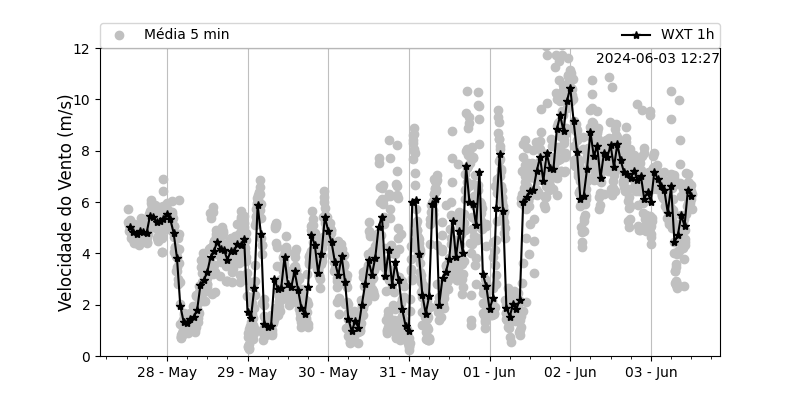 Média 5 min
WXT 1h
2024-06-03 12:27
Velocidade do Vento (m/s)
12
10
8
6
4
2
0
28 - May
29 - May
30 - May
31 - May
01 - Jun
02 - Jun
03 - Jun